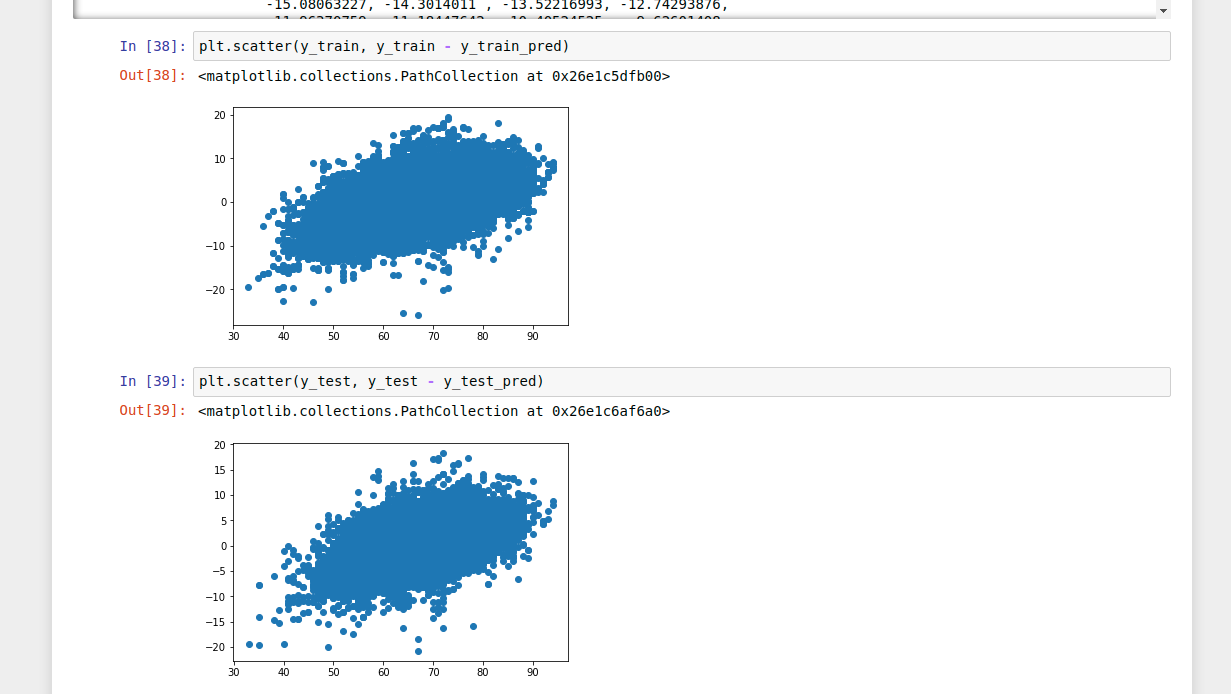 -15.08063227, -14.3014011 , -13.52216993, -12.74293876,
In [38]: plt.scatter(y_train, y_train - y_train_pred)
Out[38]: <matplotlib.collections.PathCollection at 0x26e1c5dfb00>
20
10
0
−10
−20
30 40 50 60 70 80 90
In [39]: plt.scatter(y_test, y_test - y_test_pred)
Out[39]: <matplotlib.collections.PathCollection at 0x26e1c6af6a0>
20
15
10
5
0
−5
−10
−15
−20
30 40 50 60 70 80 90